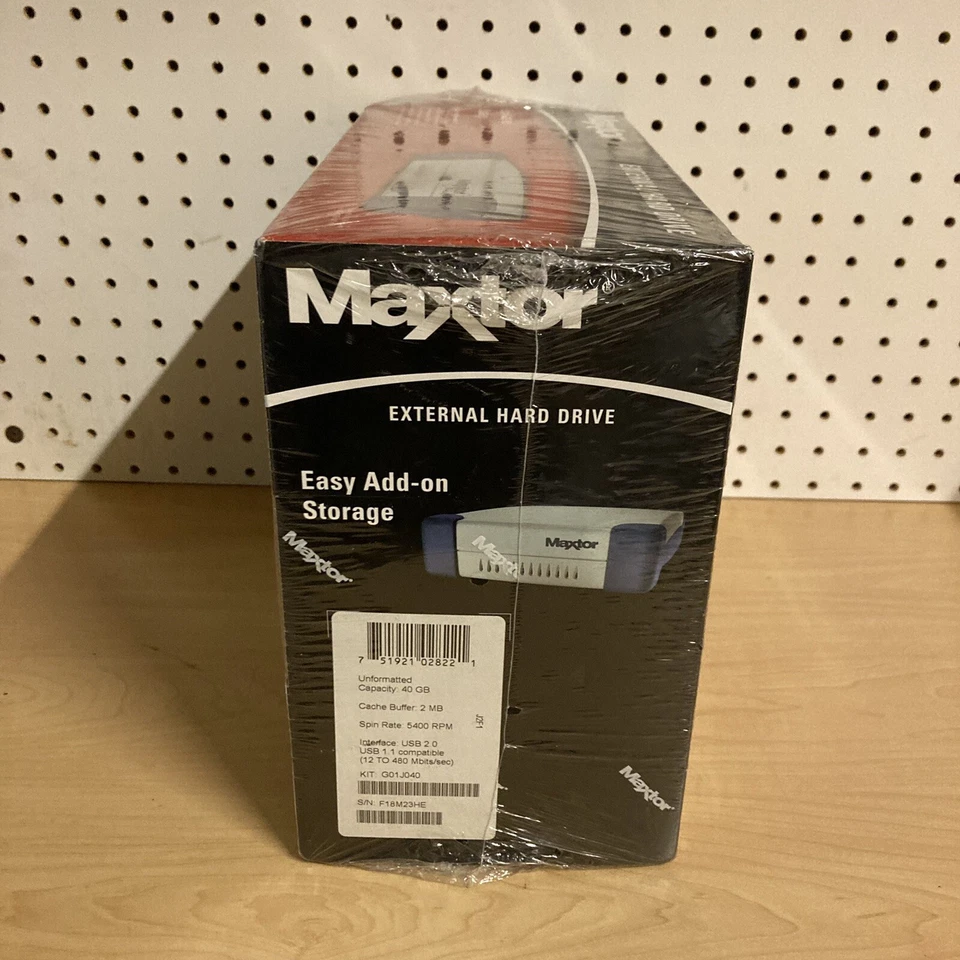 Maxtor®
EXTERNAL HARD DRIVE
Easy Add-on
Storage
Maxtor
Maxtor
Maxtor
7 51921 02822 1
Unformatted
Capacity: 40 GB
Cache Buffer: 2 MB
Spin Rate: 5400 RPM
J2F1
Interface: USB 2.0
USB 1.1 compatible
(12 TO 480 Mbits/sec)
KIT: G01J040
S/N: F18M23HE
Maxtor